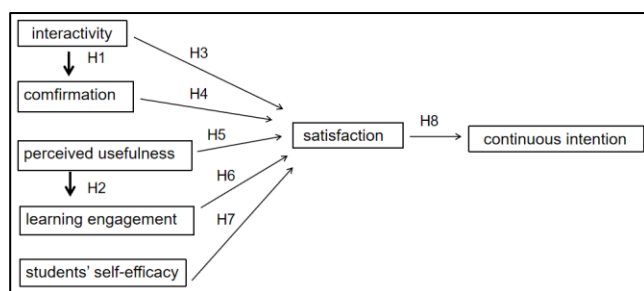 interactivity
H1
H3
comfirmation
H4
H5
satisfaction
H8
continuous intention
perceived usefulness
H2
H6
learning engagement
H7
students' self-efficacy